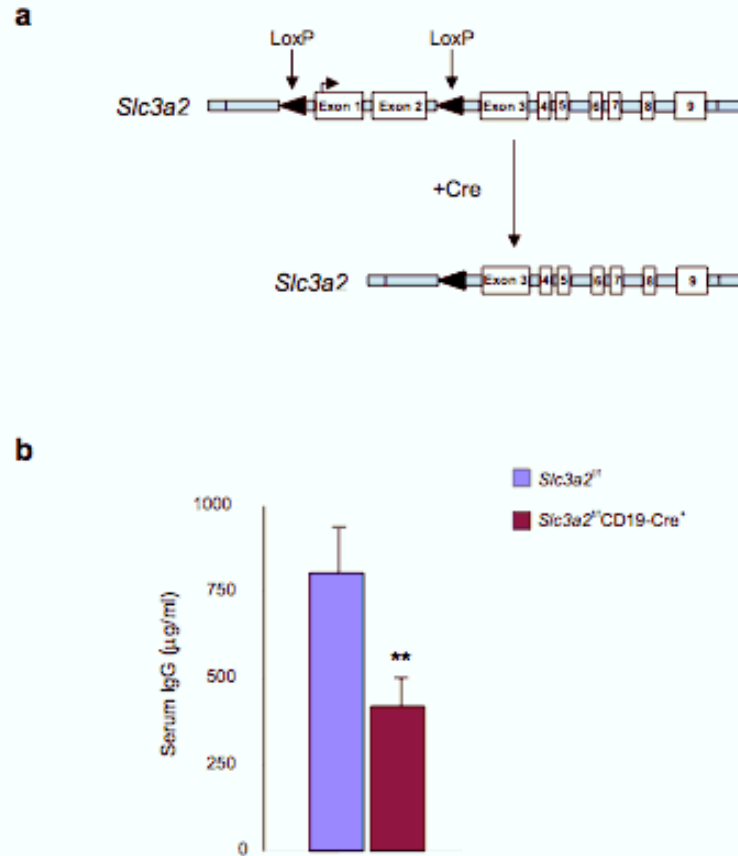 a
LoxP LoxP
Slc3a2 Exon 1 Exon 2 Exon 3 4 5 6 7 8 9
+Cre
Slc3a2 Exon 3 4 5 6 7 8 9
b
Slc3a2f/f
Slc3a2f/fCD19-Cre+
1000
750
500
250
0
Serum IgG (µg/ml)
**